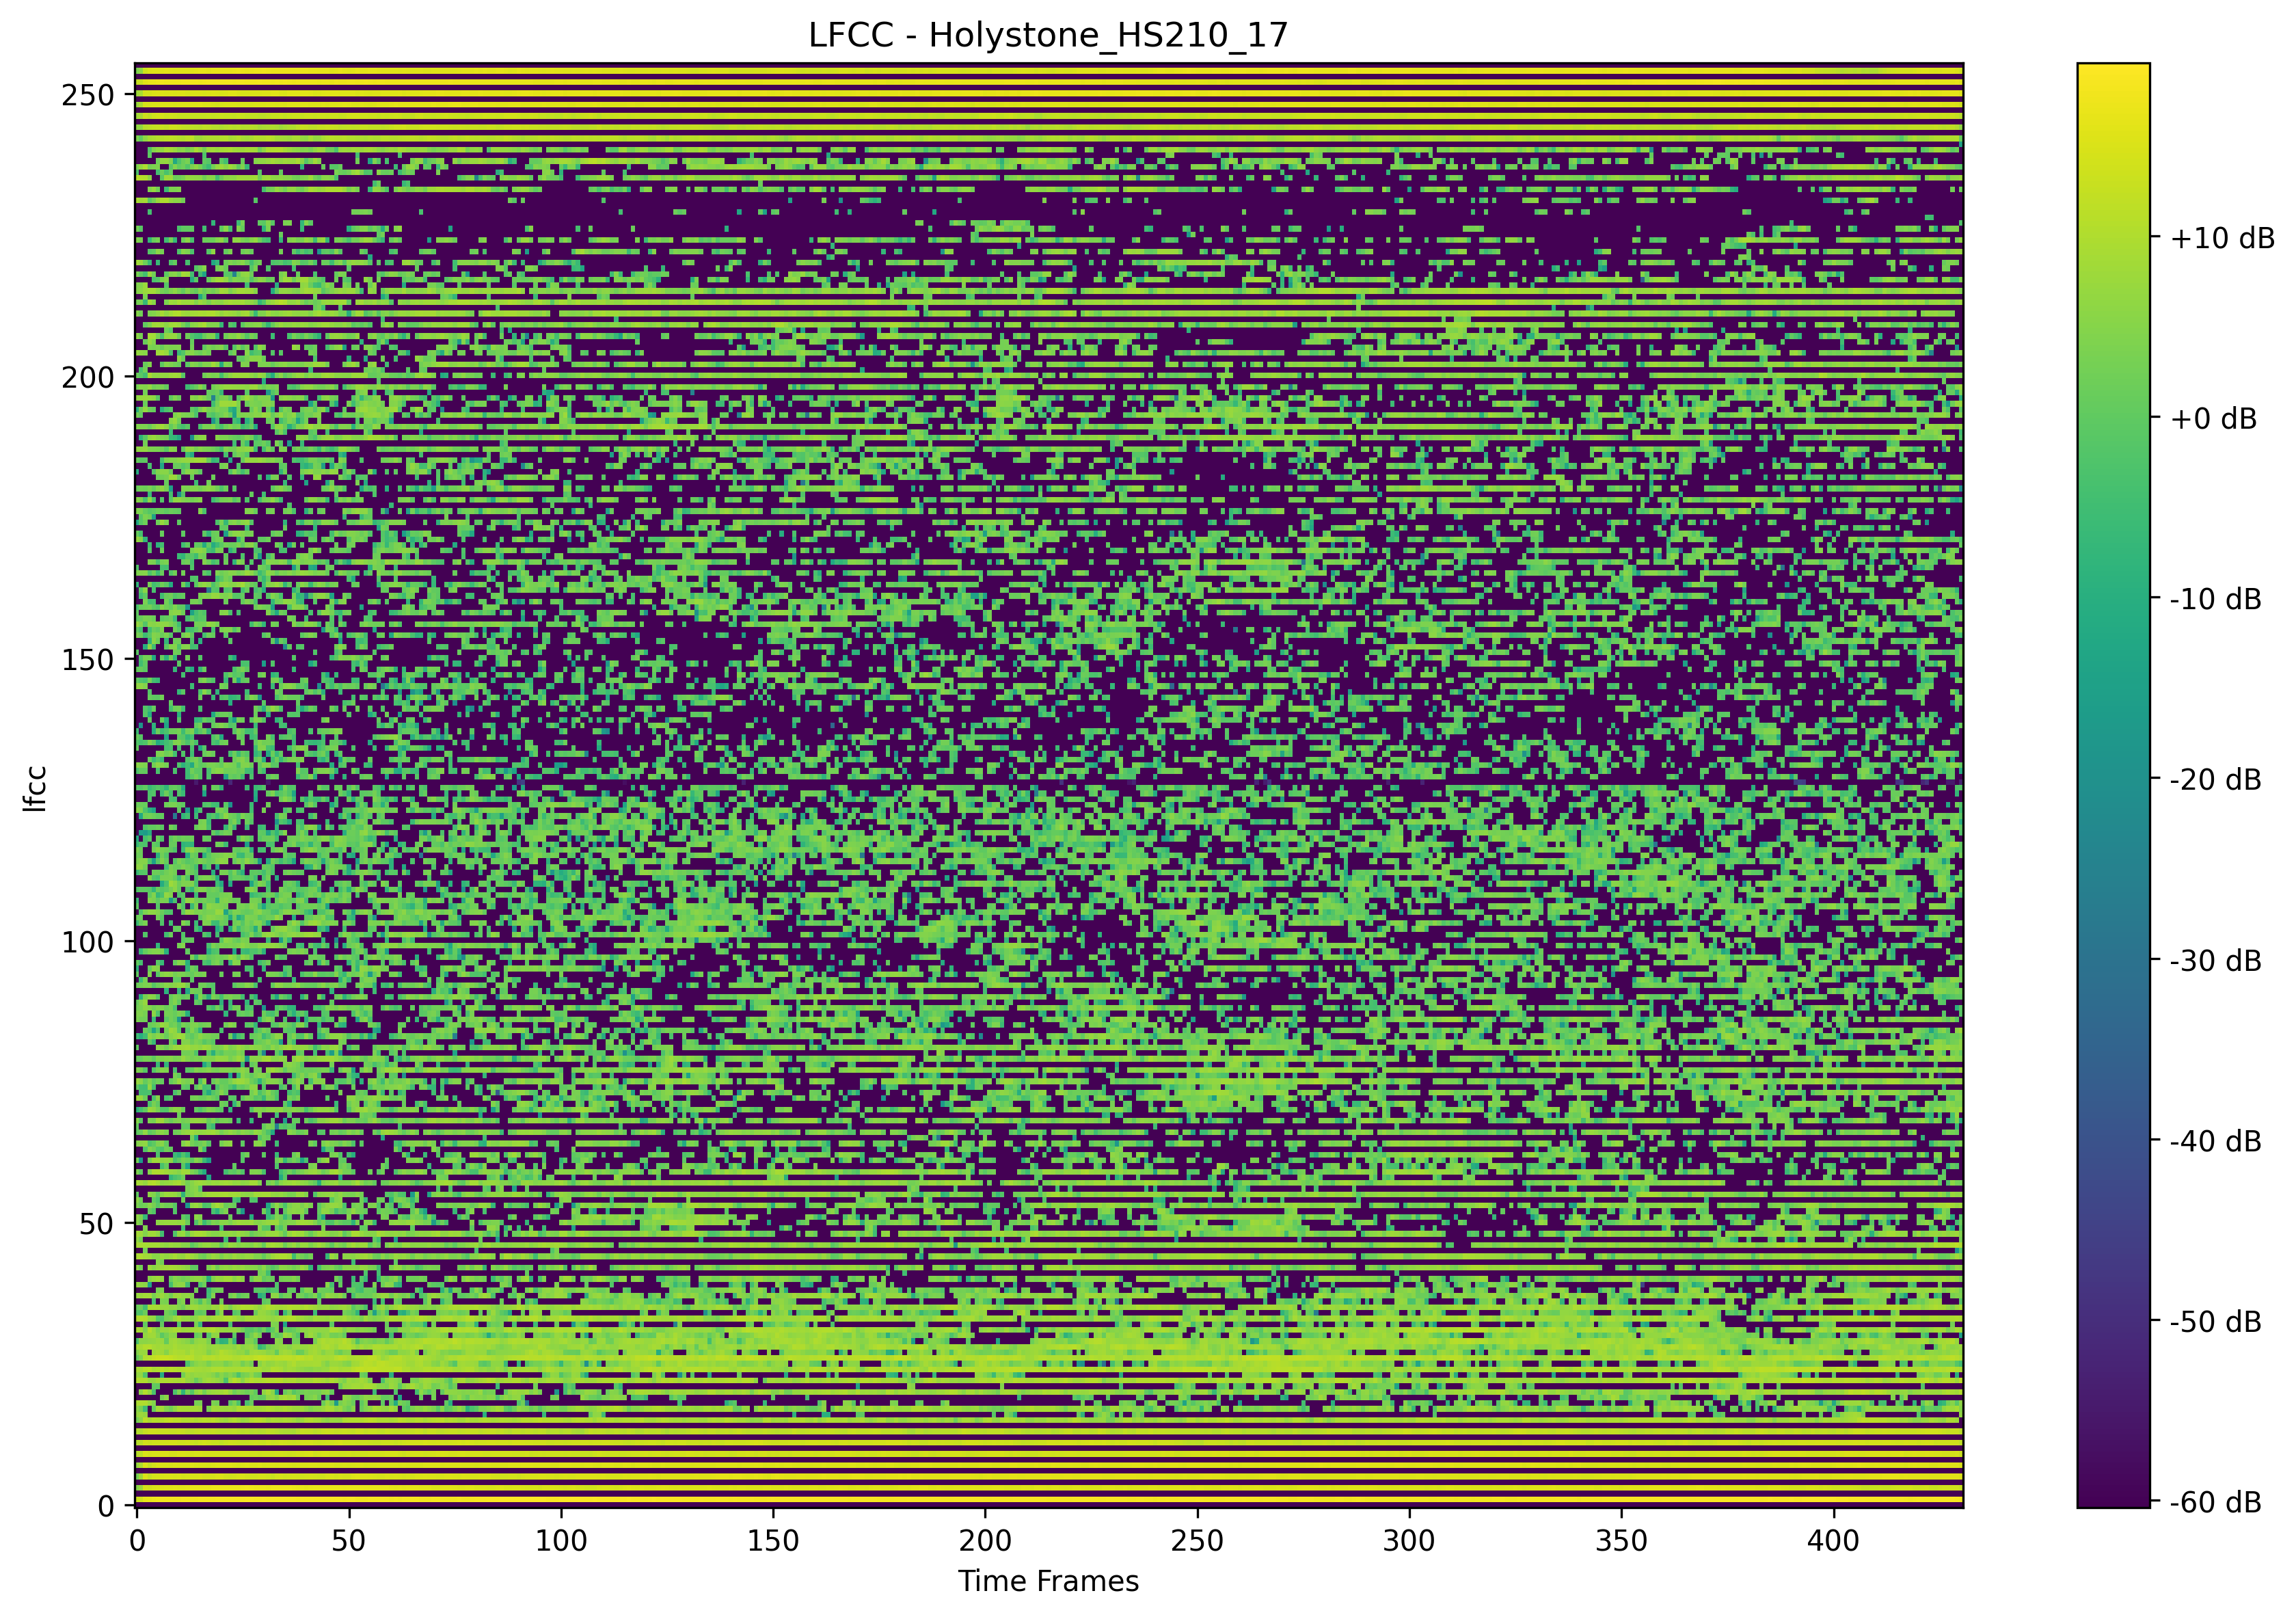 LFCC - Holystone_HS210_17
250
200
150
100
50
0
lfcc
0 50 100 150 200 250 300 350 400
Time Frames
+10 dB
+0 dB
-10 dB
-20 dB
-30 dB
-40 dB
-50 dB
-60 dB